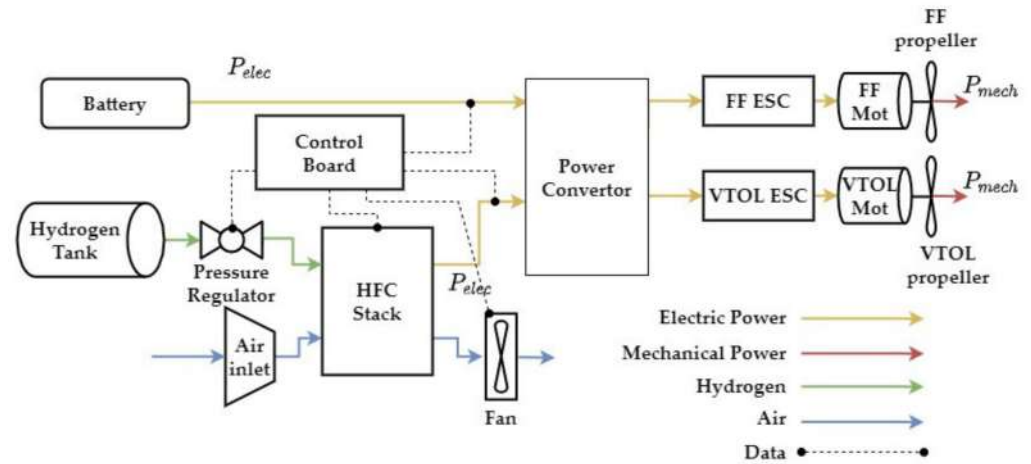 FF
propeller
P_elec
Battery
FF ESC
FF
Mot
P_mech
Control
Board
Power
Convertor
VTOL ESC
VTOL
Mot
P_mech
Hydrogen
Tank
Pressure
Regulator
HFC
Stack
P_elec
VTOL
propeller
Air
inlet
Fan
Electric Power
Mechanical Power
Hydrogen
Air
Data